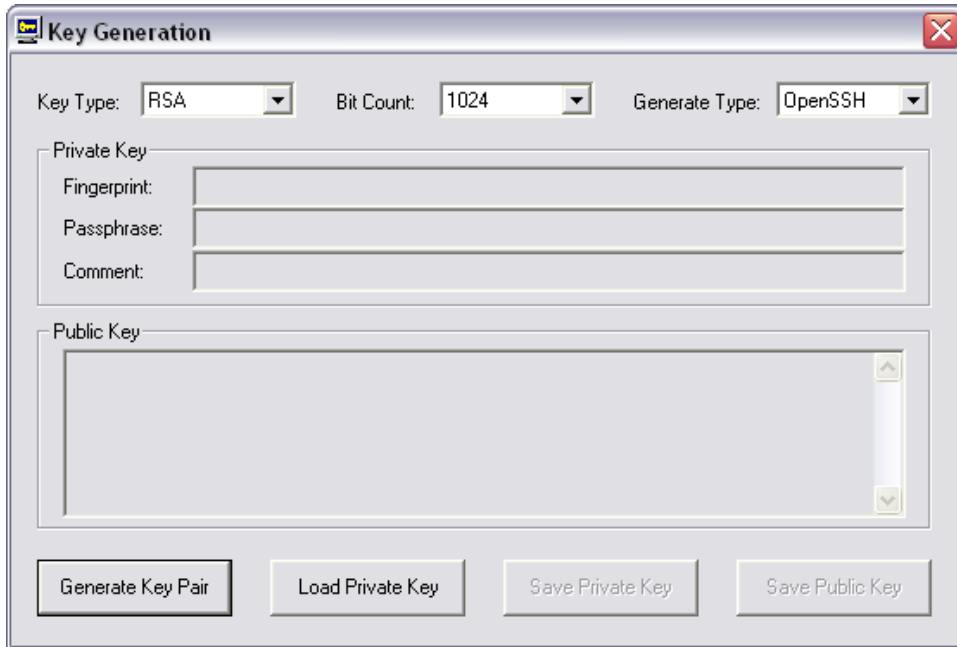 Key Generation
Key Type: RSA Bit Count: 1024 Generate Type: OpenSSH
Private Key
Fingerprint:
Passphrase:
Comment:
Public Key
Generate Key Pair Load Private Key Save Private Key Save Public Key